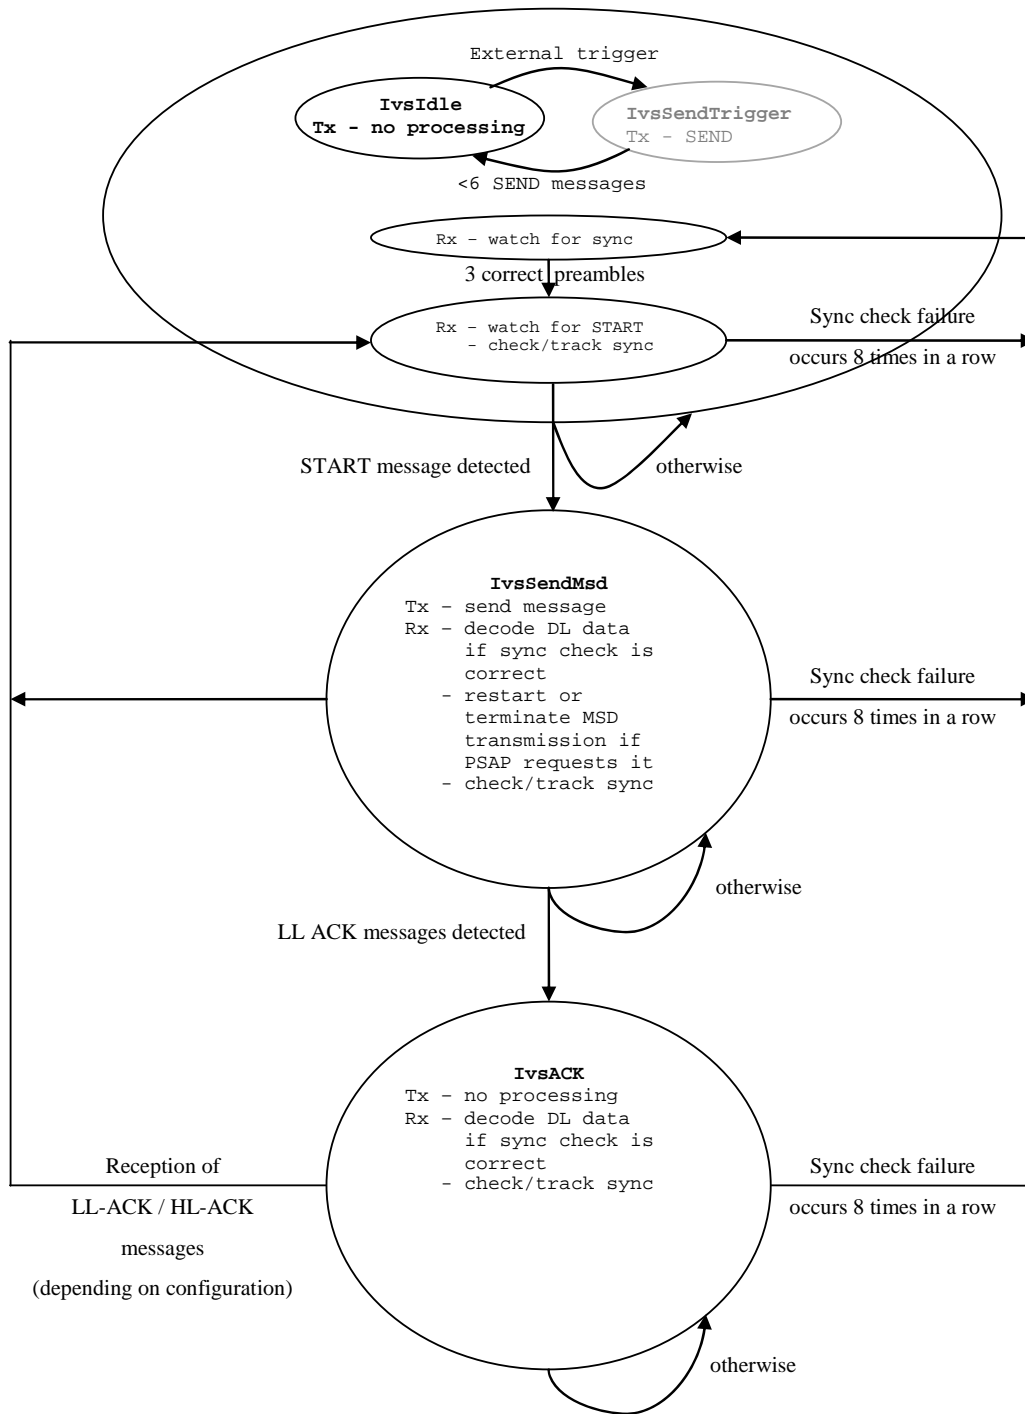 External trigger
IvsIdle
Tx - no processing
IvsSendTrigger
Tx - SEND
<6 SEND messages
Rx – watch for sync
3 correct preambles
Rx – watch for START
- check/track sync
Sync check failure
occurs 8 times in a row
START message detected
otherwise
IvsSendMsd
Tx – send message
Rx – decode DL data
if sync check is
correct
- restart or
terminate MSD
transmission if
PSAP requests it
- check/track sync
Sync check failure
occurs 8 times in a row
otherwise
LL ACK messages detected
IvsACK
Tx – no processing
Rx – decode DL data
if sync check is
correct
- check/track sync
Reception of
LL-ACK / HL-ACK
messages
(depending on configuration)
Sync check failure
occurs 8 times in a row
otherwise